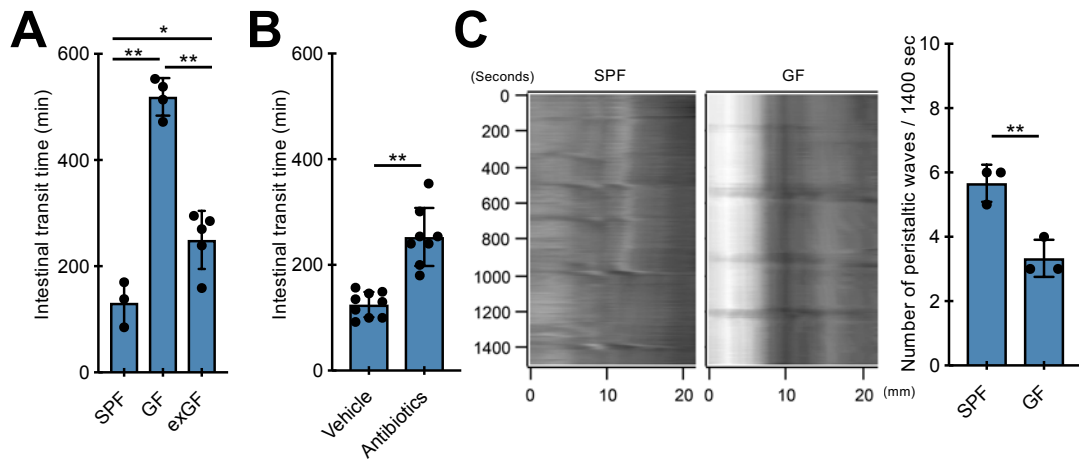 A
Intestinal transit time (min)
600
400
200
0
*
**
**
SPF
GF
exGF
B
Intestinal transit time (min)
600
400
200
0
**
Vehicle
Antibiotics
C
(Seconds)
SPF
GF
0
200
400
600
800
1000
1200
1400
0
10
20
0
10
20
(mm)
Number of peristaltic waves / 1400 sec
10
8
6
4
2
0
**
SPF
GF